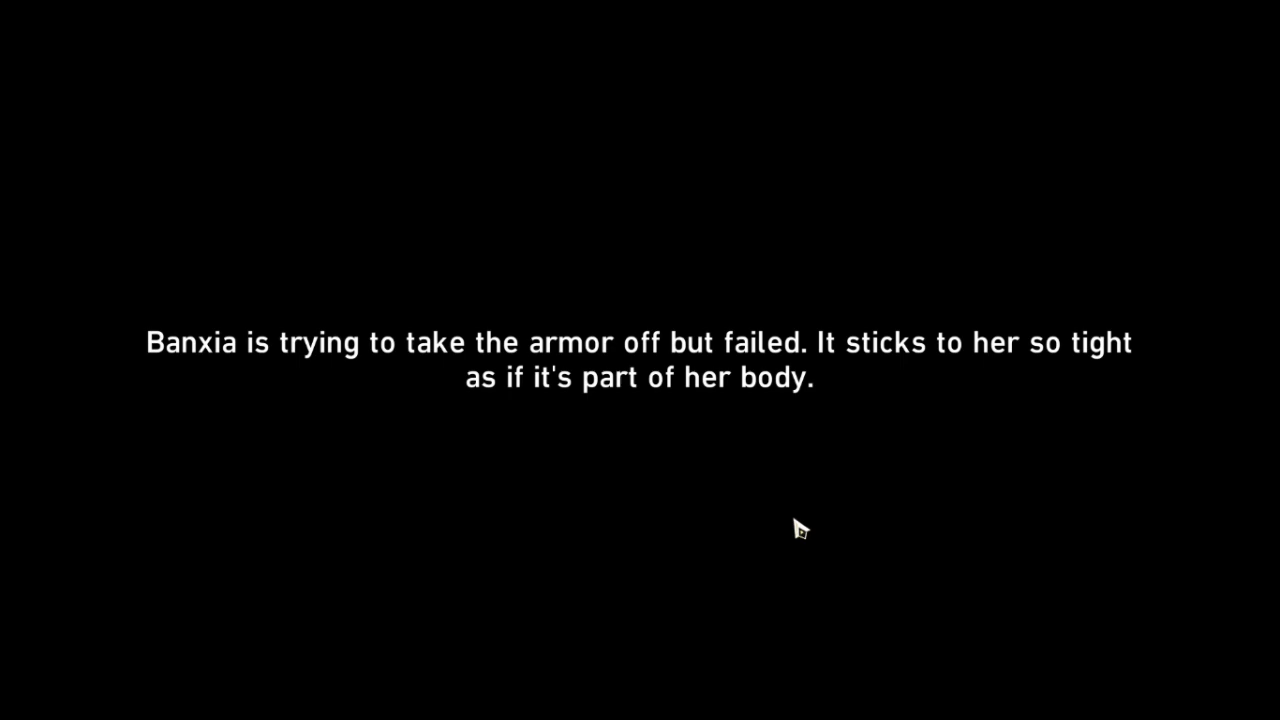 Banxia is trying to take the armor off but failed. It sticks to her so tight
as if it's part of her body.